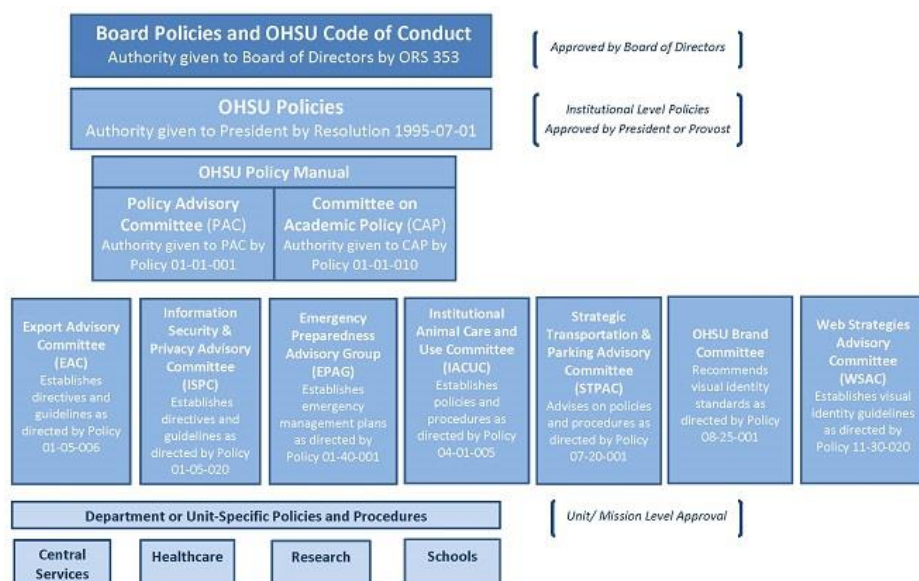 Board Policies and OHSU Code of Conduct
Authority given to Board of Directors by ORS 353
Approved by Board of Directors
OHSU Policies
Authority given to President by Resolution 1995-07-01
Institutional Level Policies
Approved by President or Provost
OHSU Policy Manual
Policy Advisory
Committee (PAC)
Authority given to PAC by
Policy 01-01-001
Committee on
Academic Policy (CAP)
Authority given to CAP by
Policy 01-01-010
Export Advisory
Committee
(EAC)
Establishes
directives and
guidelines as
directed by Policy
01-05-006
Information
Security &
Privacy Advisory
Committee
(ISPC)
Establishes
directives and
guidelines as
directed by Policy
01-05-020
Emergency
Preparedness
Advisory Group
(EPAG)
Establishes
emergency
management plans
as directed by
Policy 01-40-001
Institutional
Animal Care and
Use Committee
(IACUC)
Establishes
policies and
procedures as
directed by Policy
04-01-005
Strategic
Transportation &
Parking Advisory
Committee
(STPAC)
Advises on policies
and procedures as
directed by Policy
07-20-001
OHSU Brand
Committee
Recommends
visual identity
standards as
directed by Policy
08-25-001
Web Strategies
Advisory
Committee
(WSAC)
Establishes visual
identity guidelines
as directed by
Policy 11-30-020
Department or Unit-Specific Policies and Procedures
Unit/ Mission Level Approval
Central
Services
Healthcare
Research
Schools